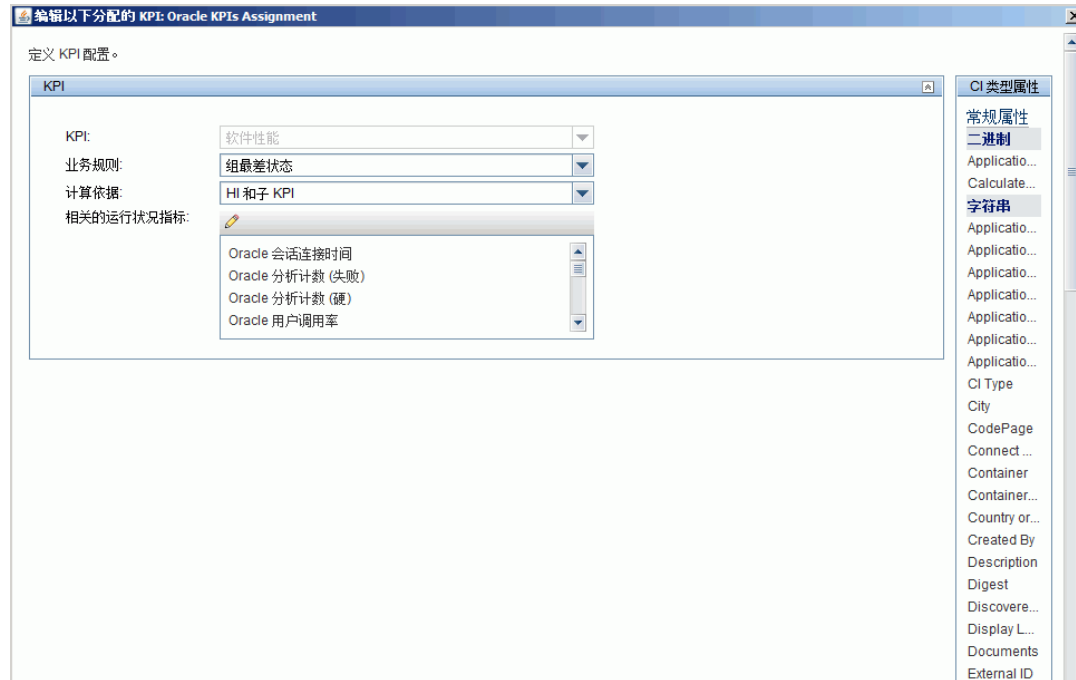 编辑以下分配的 KPI: Oracle KPIs Assignment
定义 KPI 配置。
KPI
KPI:
软件性能
业务规则:
组最差状态
计算依据:
HI 和子 KPI
相关的运行状况指标:
Oracle 会话连接时间
Oracle 分析计数 (失败)
Oracle 分析计数 (硬)
Oracle 用户调用率
CI 类型属性
常规属性
二进制
Applicatio...
Calculate...
字符串
Applicatio...
Applicatio...
Applicatio...
Applicatio...
Applicatio...
Applicatio...
Applicatio...
CI Type
City
CodePage
Connect ...
Container
Container...
Country or...
Created By
Description
Digest
Discovere...
Display L...
Documents
External ID